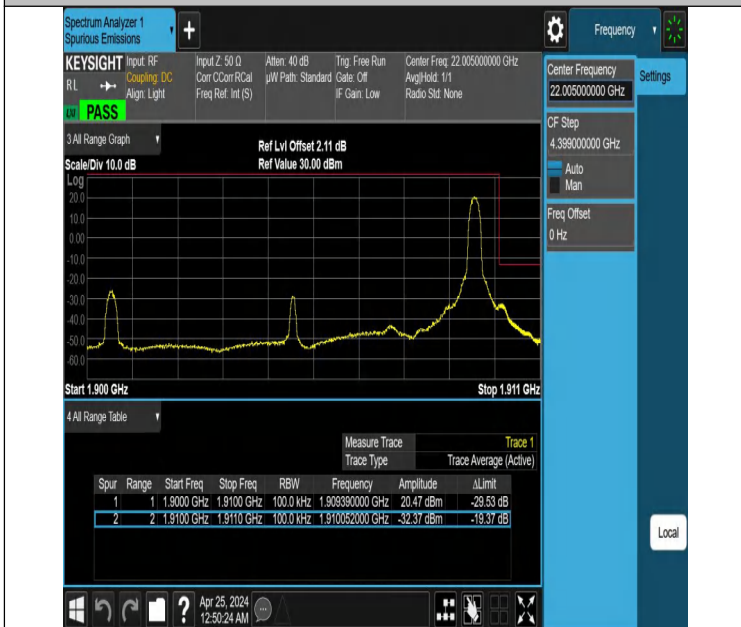 Spectrum Analyzer 1
Spurious Emissions
Frequency
KEYSIGHT
RL
Input: RF
Coupling: DC
Align: Light
Input Z: 50 Ω
Corr CCorr RCal
Freq Ref: Int (S)
Atten: 40 dB
µW Path: Standard
Trig: Free Run
Gate: Off
IF Gain: Low
Center Freq: 22.005000000 GHz
Avg|Hold: 1/1
Radio Std: None
PASS
Center Frequency
22.005000000 GHz
Settings
CF Step
4.399000000 GHz
Auto
Man
Freq Offset
0 Hz
3 All Range Graph
Scale/Div 10.0 dB
Ref Lvl Offset 2.11 dB
Ref Value 30.00 dBm
Log
20.0
10.0
0.00
-10.0
-20.0
-30.0
-40.0
-50.0
-60.0
Start 1.900 GHz
Stop 1.911 GHz
4 All Range Table
Measure Trace Trace 1
Trace Type Trace Average (Active)
Spur Range Start Freq Stop Freq RBW Frequency Amplitude ΔLimit
1 1 1.9000 GHz 1.9100 GHz 100.0 kHz 1.909390000 GHz 20.47 dBm -29.53 dB
2 2 1.9100 GHz 1.9110 GHz 100.0 kHz 1.910052000 GHz -32.37 dBm -19.37 dB
Local
Apr 25, 2024
12:50:24 AM